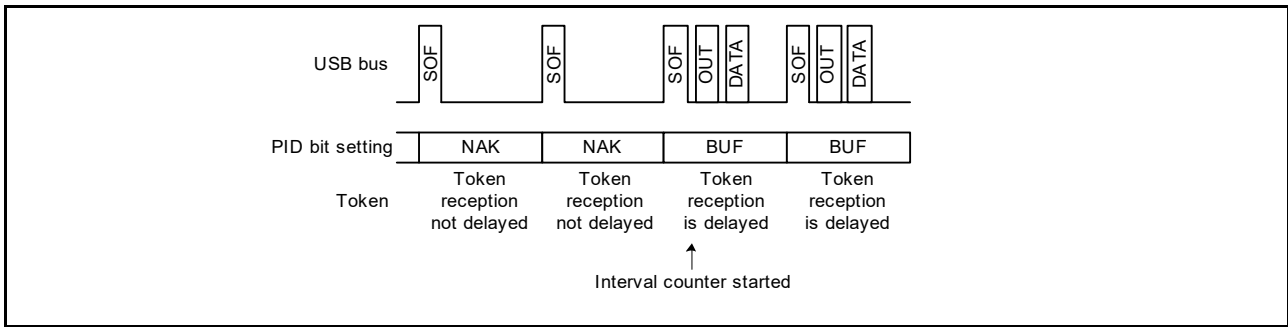 SOF SOF SOF OUT DATA SOF OUT DATA
USB bus
PID bit setting NAK NAK BUF BUF
Token Token Token Token
Token reception reception reception reception
not delayed not delayed is delayed is delayed
Interval counter started